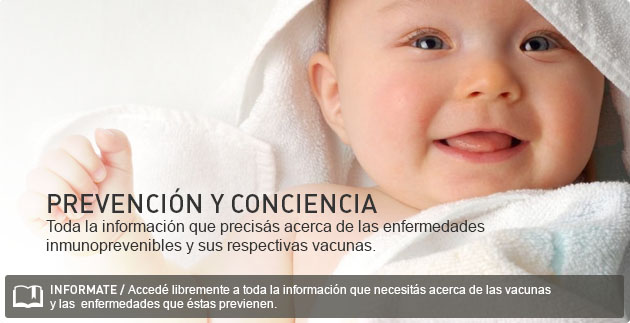 PREVENCIÓN Y CONCIENCIA
Toda la información que precisás acerca de las enfermedades
inmunoprevenibles y sus respectivas vacunas.
INFORMATE / Accedé libremente a toda la información que necesitás acerca de las vacunas
y las enfermedades que éstas previenen.